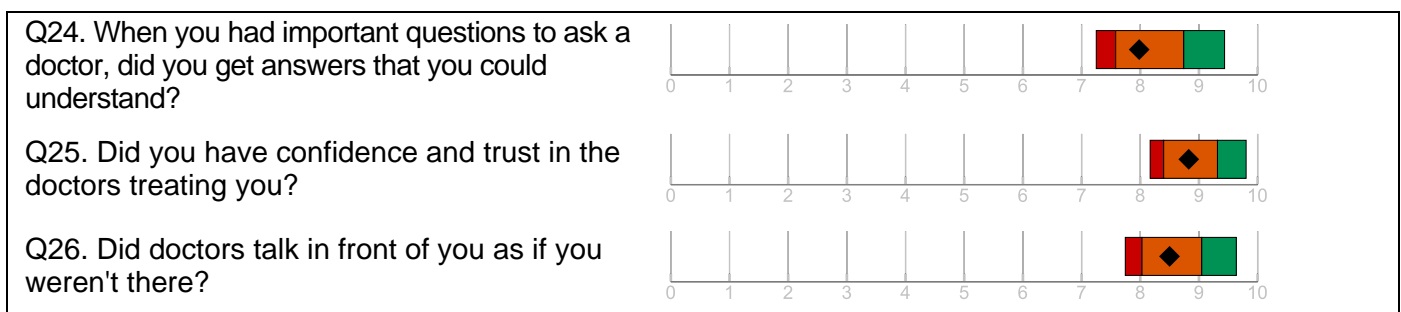 Q24. When you had important questions to ask a
doctor, did you get answers that you could
understand?
0 1 2 3 4 5 6 7 8 9 10
Q25. Did you have confidence and trust in the
doctors treating you?
0 1 2 3 4 5 6 7 8 9 10
Q26. Did doctors talk in front of you as if you
weren't there?
0 1 2 3 4 5 6 7 8 9 10